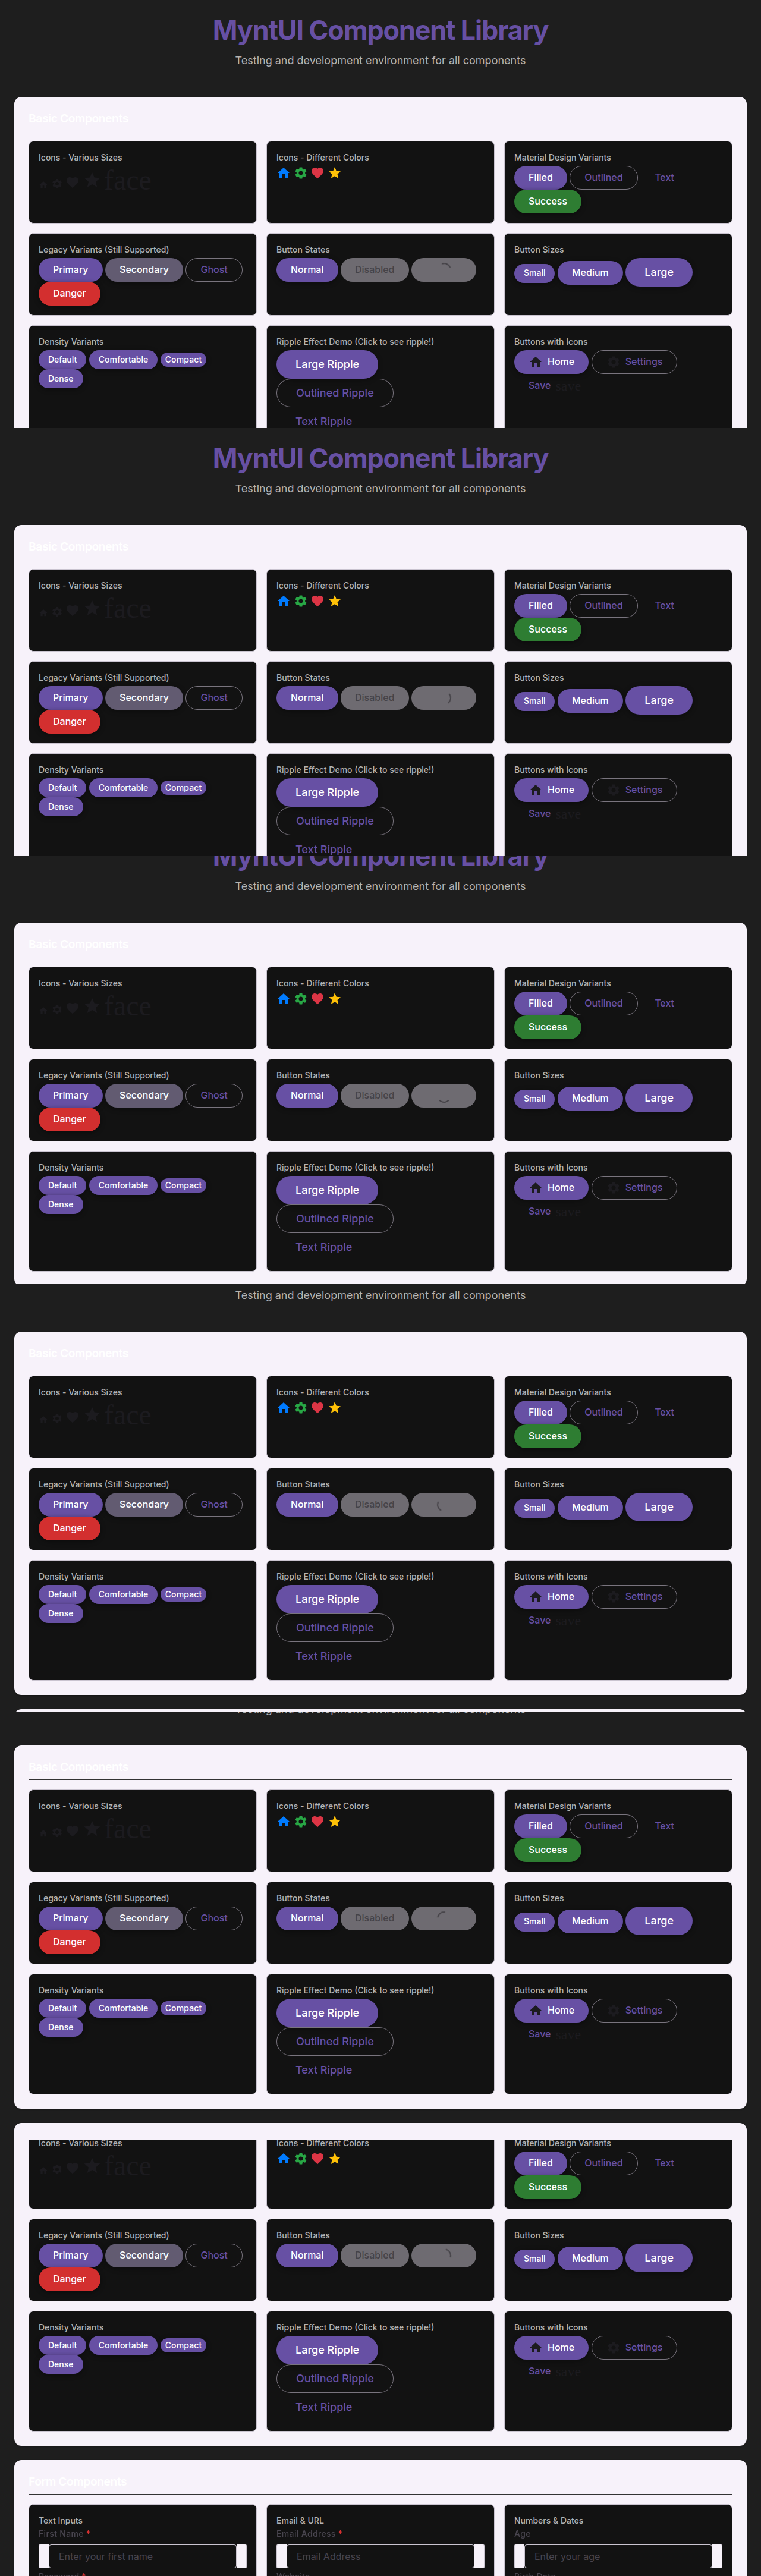 MyntUI Component Library
Testing and development environment for all components
Basic Components
Icons - Various Sizes
face
Icons - Different Colors
Material Design Variants
Filled Outlined Text
Success
Legacy Variants (Still Supported)
Primary Secondary Ghost
Danger
Button States
Normal Disabled
Button Sizes
Small Medium Large
Density Variants
Default Comfortable Compact
Dense
Ripple Effect Demo (Click to see ripple!)
Large Ripple
Outlined Ripple
Text Ripple
Buttons with Icons
Home Settings
Save save
MyntUI Component Library
Testing and development environment for all components
Basic Components
Icons - Various Sizes
face
Icons - Different Colors
Material Design Variants
Filled Outlined Text
Success
Legacy Variants (Still Supported)
Primary Secondary Ghost
Danger
Button States
Normal Disabled
Button Sizes
Small Medium Large
Density Variants
Default Comfortable Compact
Dense
Ripple Effect Demo (Click to see ripple!)
Large Ripple
Outlined Ripple
Text Ripple
Buttons with Icons
Home Settings
Save save
MyntUI Component Library
Testing and development environment for all components
Basic Components
Icons - Various Sizes
face
Icons - Different Colors
Material Design Variants
Filled Outlined Text
Success
Legacy Variants (Still Supported)
Primary Secondary Ghost
Danger
Button States
Normal Disabled
Button Sizes
Small Medium Large
Density Variants
Default Comfortable Compact
Dense
Ripple Effect Demo (Click to see ripple!)
Large Ripple
Outlined Ripple
Text Ripple
Buttons with Icons
Home Settings
Save save
Testing and development environment for all components
Basic Components
Icons - Various Sizes
face
Icons - Different Colors
Material Design Variants
Filled Outlined Text
Success
Legacy Variants (Still Supported)
Primary Secondary Ghost
Danger
Button States
Normal Disabled
Button Sizes
Small Medium Large
Density Variants
Default Comfortable Compact
Dense
Ripple Effect Demo (Click to see ripple!)
Large Ripple
Outlined Ripple
Text Ripple
Buttons with Icons
Home Settings
Save save
Testing and development environment for all components
Basic Components
Icons - Various Sizes
face
Icons - Different Colors
Material Design Variants
Filled Outlined Text
Success
Legacy Variants (Still Supported)
Primary Secondary Ghost
Danger
Button States
Normal Disabled
Button Sizes
Small Medium Large
Density Variants
Default Comfortable Compact
Dense
Ripple Effect Demo (Click to see ripple!)
Large Ripple
Outlined Ripple
Text Ripple
Buttons with Icons
Home Settings
Save save
Icons - Various Sizes
face
Icons - Different Colors
Material Design Variants
Filled Outlined Text
Success
Legacy Variants (Still Supported)
Primary Secondary Ghost
Danger
Button States
Normal Disabled
Button Sizes
Small Medium Large
Density Variants
Default Comfortable Compact
Dense
Ripple Effect Demo (Click to see ripple!)
Large Ripple
Outlined Ripple
Text Ripple
Buttons with Icons
Home Settings
Save save
Form Components
Text Inputs
First Name *
Enter your first name
Password *
Email & URL
Email Address *
Email Address
Website
Numbers & Dates
Age
Enter your age
Birth Date